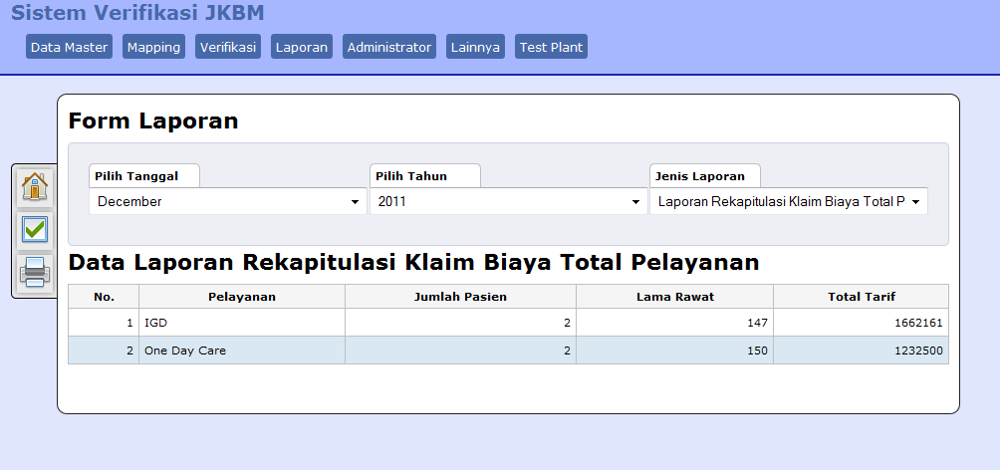 Sistem Verifikasi JKBM
Data Master Mapping Verifikasi Laporan Administrator Lainnya Test Plant
Form Laporan
Pilih Tanggal Pilih Tahun Jenis Laporan
December 2011 Laporan Rekapitulasi Klaim Biaya Total P
Data Laporan Rekapitulasi Klaim Biaya Total Pelayanan
No. Pelayanan Jumlah Pasien Lama Rawat Total Tarif
1 IGD 2 147 1662161
2 One Day Care 2 150 1232500